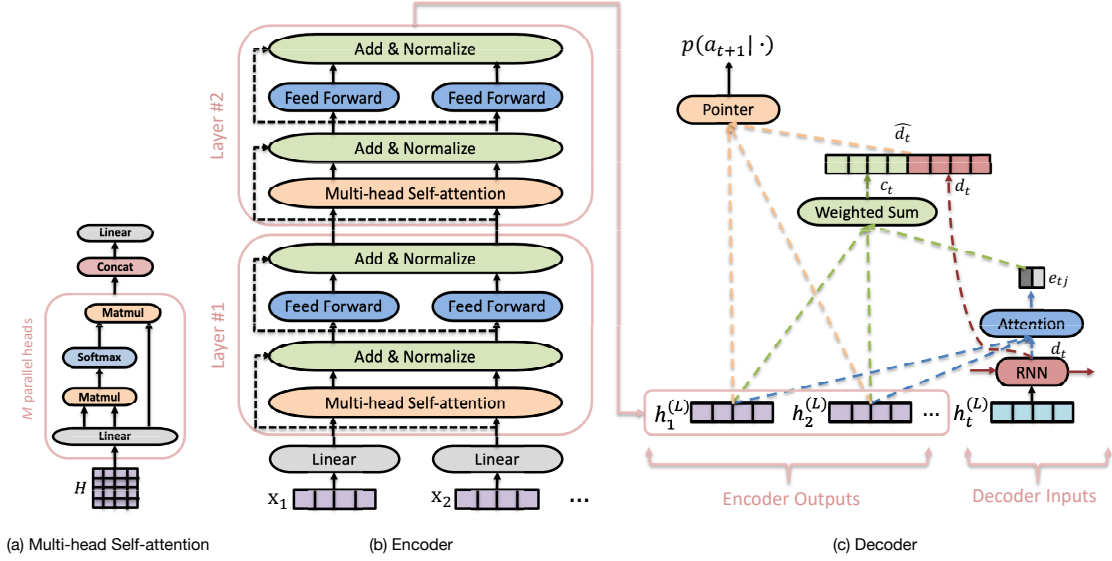 Linear
Concat
Matmul
Softmax
Matmul
Linear
M parallel heads
H
(a) Multi-head Self-attention
Add & Normalize
Feed Forward
Feed Forward
Add & Normalize
Multi-head Self-attention
Layer #2
Add & Normalize
Feed Forward
Feed Forward
Add & Normalize
Multi-head Self-attention
Layer #1
Linear
Linear
x₁
x₂
...
(b) Encoder
p(aₜ₊₁| ·)
Pointer
d̂ₜ
cₜ
dₜ
Weighted Sum
eₜⱼ
Attention
dₜ
RNN
h₁⁽ᴸ⁾
h₂⁽ᴸ⁾
...
hₜ⁽ᴸ⁾
Encoder Outputs
Decoder Inputs
(c) Decoder